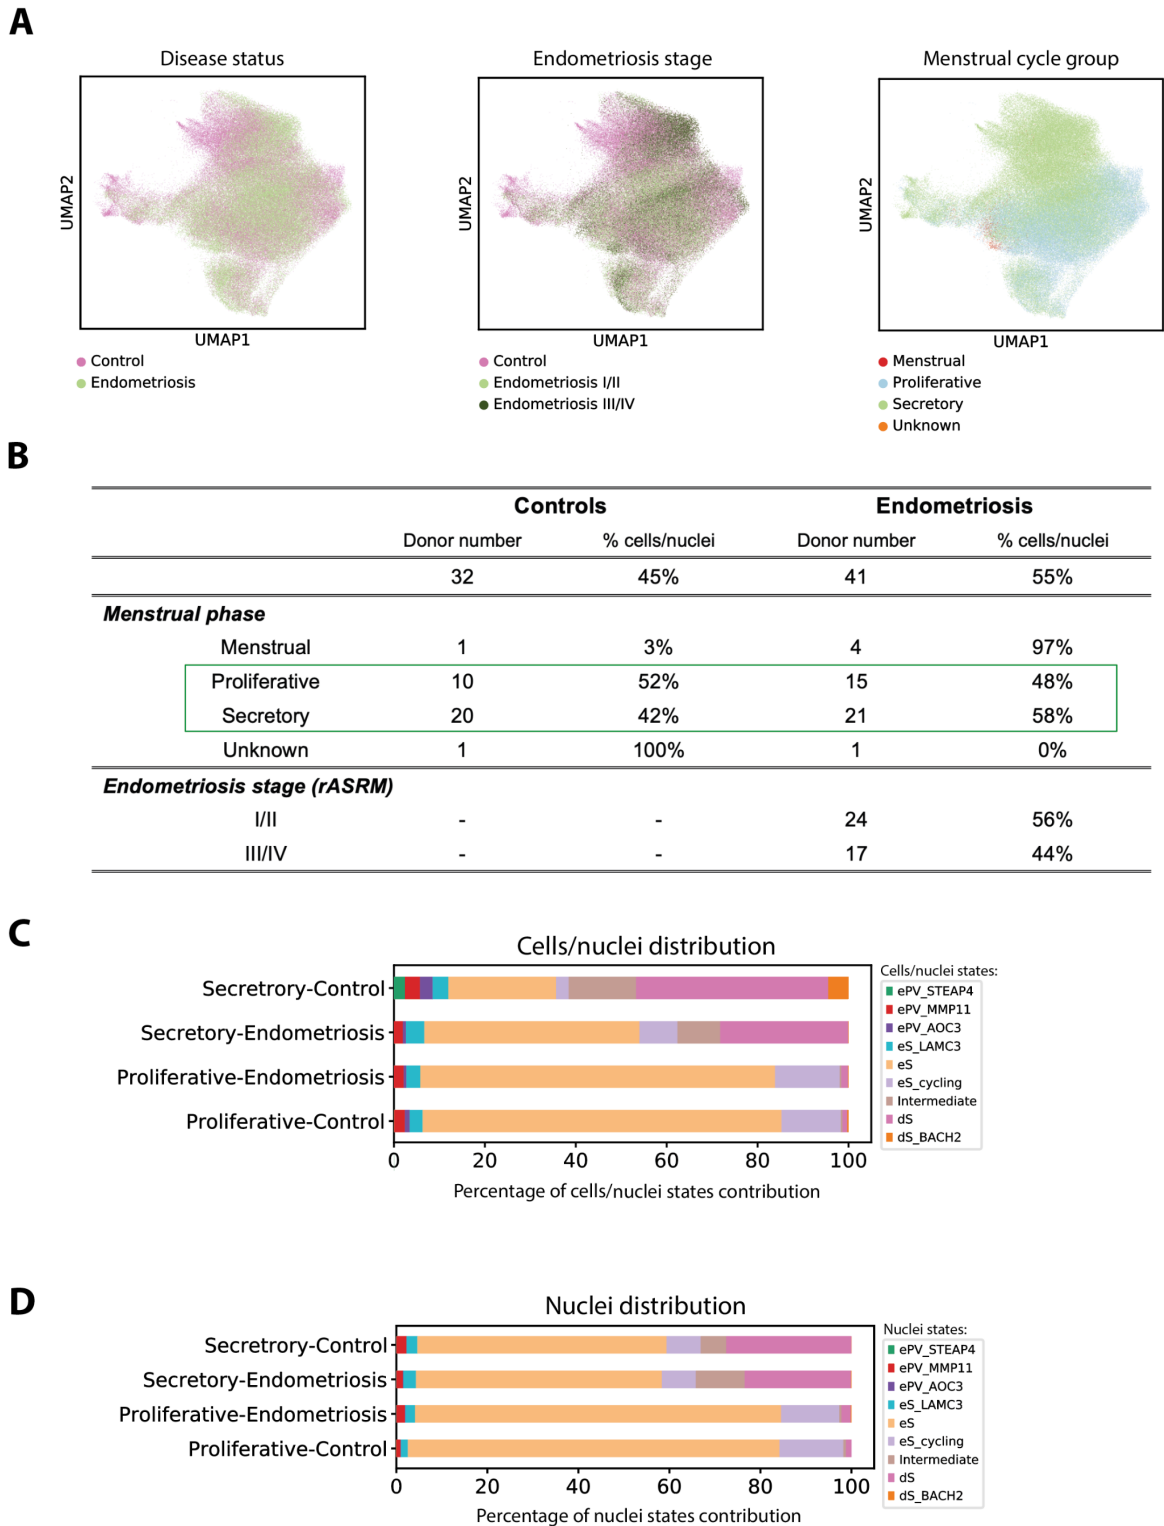 A
Disease status
UMAP2
UMAP1
Control
Endometriosis
Endometriosis stage
UMAP2
UMAP1
Control
Endometriosis I/II
Endometriosis III/IV
Menstrual cycle group
UMAP2
UMAP1
Menstrual
Proliferative
Secretory
Unknown
B
Controls Endometriosis
Donor number % cells/nuclei Donor number % cells/nuclei
32 45% 41 55%
Menstrual phase
Menstrual 1 3% 4 97%
Proliferative 10 52% 15 48%
Secretory 20 42% 21 58%
Unknown 1 100% 1 0%
Endometriosis stage (rASRM)
I/II - - 24 56%
III/IV - - 17 44%
C
Cells/nuclei distribution
Secretrory-Control
Secretory-Endometriosis
Proliferative-Endometriosis
Proliferative-Control
0 20 40 60 80 100
Percentage of cells/nuclei states contribution
Cells/nuclei states:
ePV_STEAP4
ePV_MMP11
ePV_AOC3
eS_LAMC3
eS
eS_cycling
Intermediate
dS
dS_BACH2
D
Nuclei distribution
Secretrory-Control
Secretory-Endometriosis
Proliferative-Endometriosis
Proliferative-Control
0 20 40 60 80 100
Percentage of nuclei states contribution
Nuclei states:
ePV_STEAP4
ePV_MMP11
ePV_AOC3
eS_LAMC3
eS
eS_cycling
Intermediate
dS
dS_BACH2